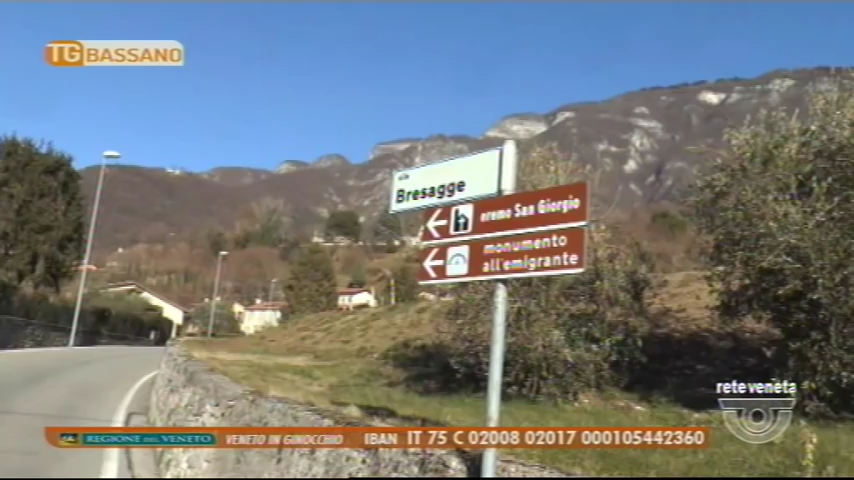 TG BASSANO
Bresagge
eremo San Giorgio
monumento
all'emigrante
rete veneta
REGIONE DEL VENETO VENETO IN GINOCCHIO IBAN IT 75 C 02008 02017 000105442360